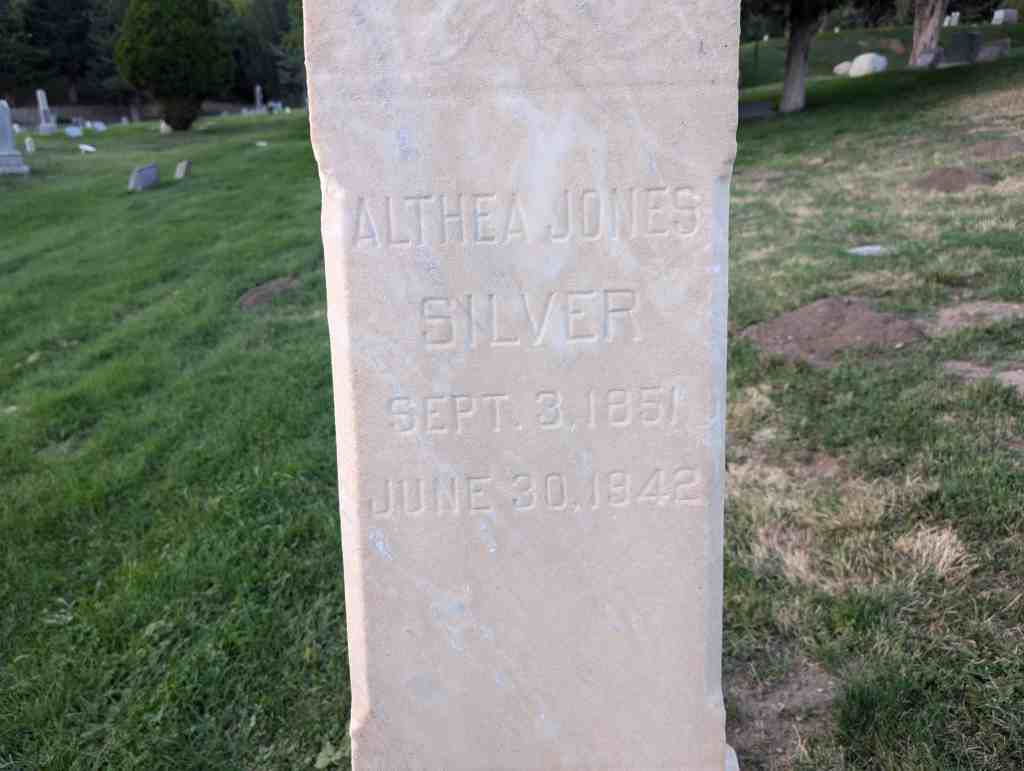 ALTHEA JONES
SILVER
SEPT. 3, 1851
JUNE 30, 1942